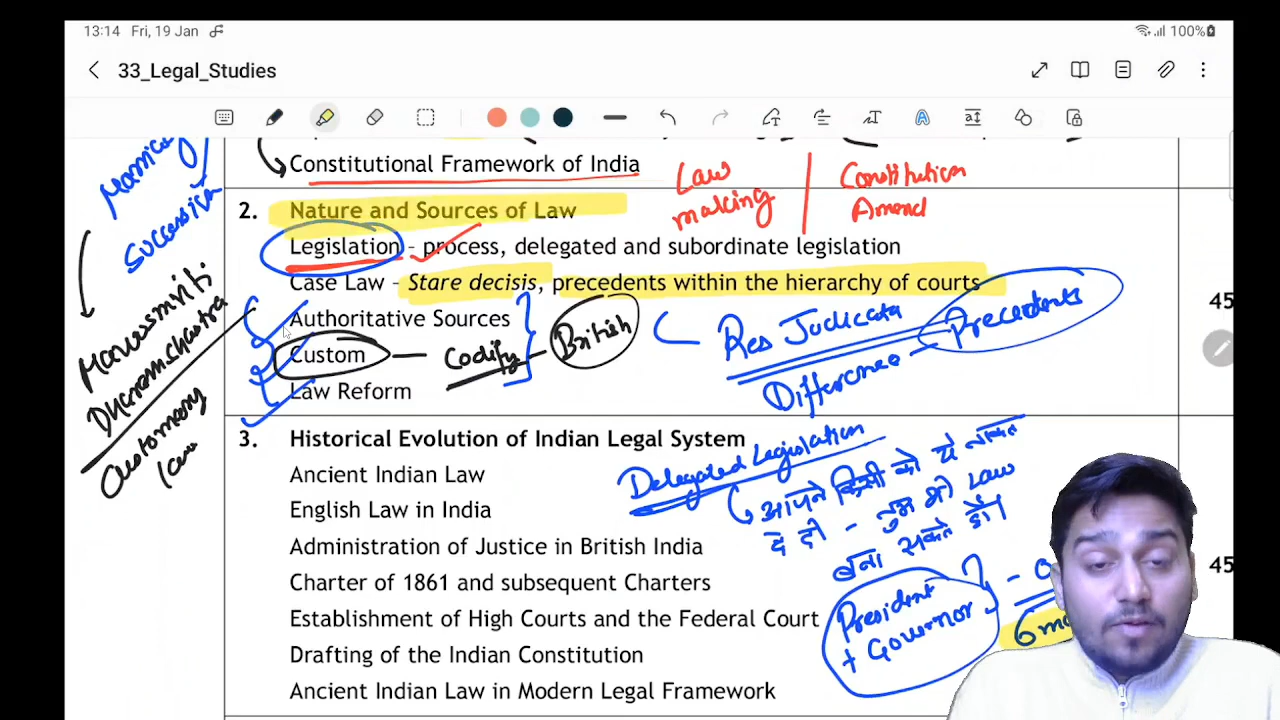 13:14 Fri, 19 Jan
100%
33_Legal_Studies
Constitutional Framework of India
Law making
Constitution Amend
2. Nature and Sources of Law
Legislation – process, delegated and subordinate legislation
Case Law – Stare decisis, precedents within the hierarchy of courts
Authoritative Sources
Custom
Codify
British
Law Reform
Res Judicata
Precedents
Difference
45
succession
Manusmriti
Dharamshastra
customary
law
3. Historical Evolution of Indian Legal System
Ancient Indian Law
English Law in India
Administration of Justice in British India
Charter of 1861 and subsequent Charters
Establishment of High Courts and the Federal Court
Drafting of the Indian Constitution
Ancient Indian Law in Modern Legal Framework
45
Delegated Legislation
आपने किसी को ये
दे दी - तुम भी Law
बना सकते हो।
President
+ Governor